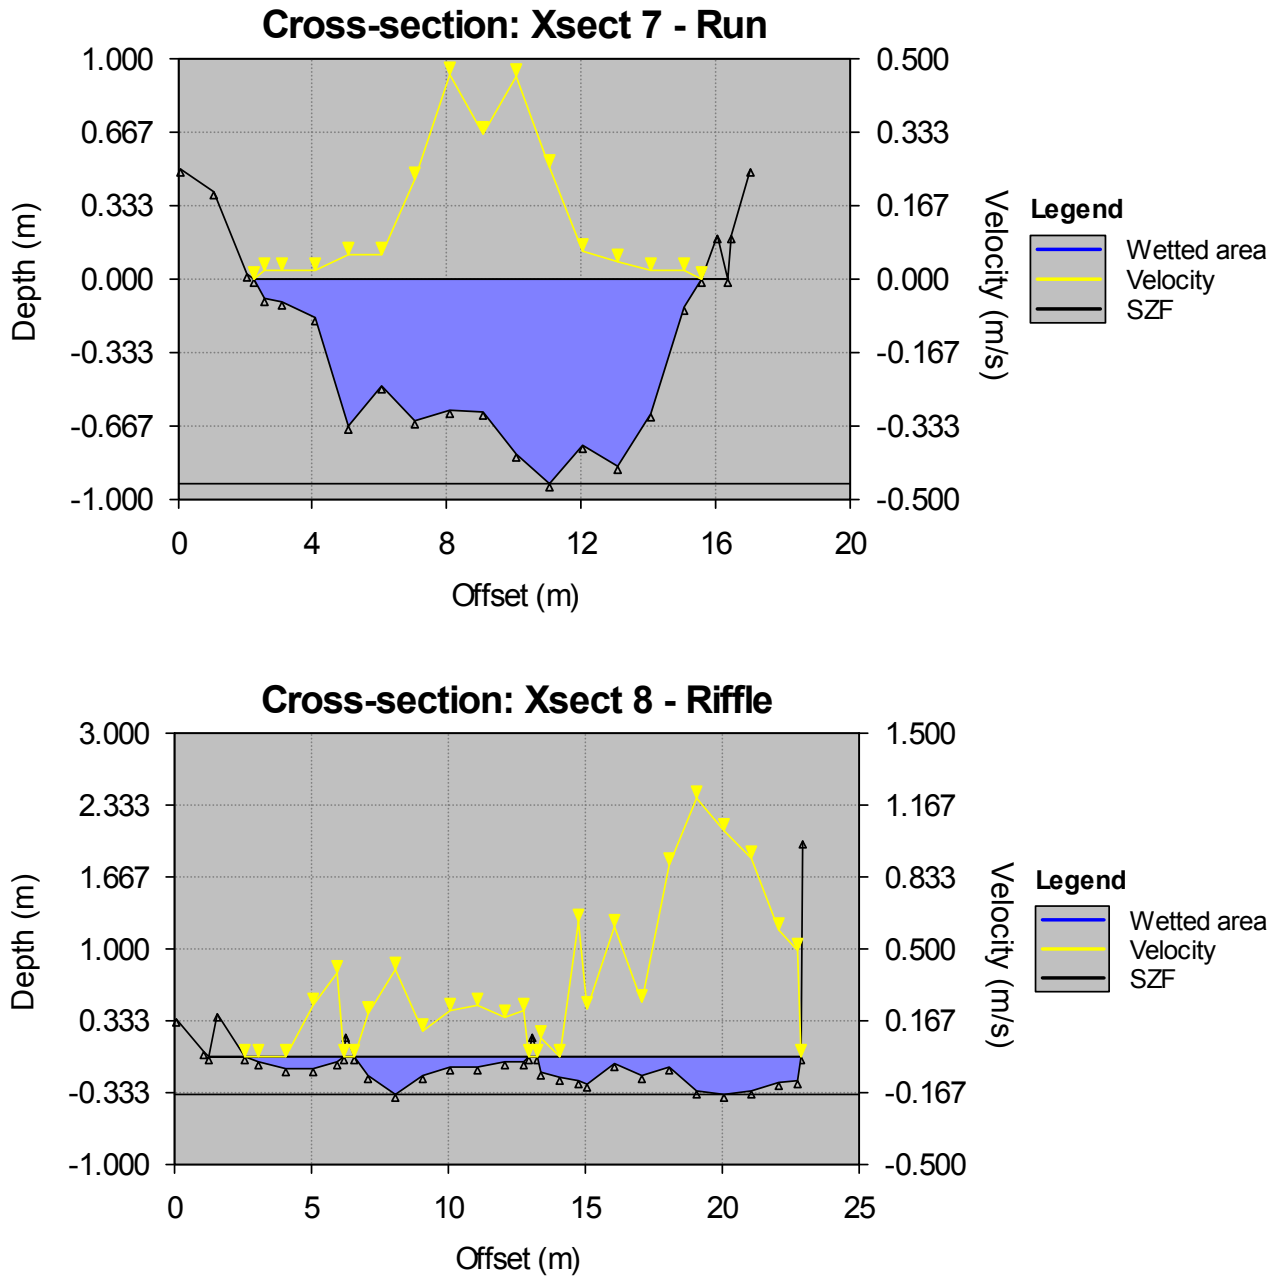 Cross-section: Xsect 7 - Run
1.000
0.667
0.333
0.000
-0.333
-0.667
-1.000
Depth (m)
0.500
0.333
0.167
0.000
-0.167
-0.333
-0.500
Velocity (m/s)
0 4 8 12 16 20
Offset (m)
Legend
Wetted area
Velocity
SZF
Cross-section: Xsect 8 - Riffle
3.000
2.333
1.667
1.000
0.333
-0.333
-1.000
Depth (m)
1.500
1.167
0.833
0.500
0.167
-0.167
-0.500
Velocity (m/s)
0 5 10 15 20 25
Offset (m)
Legend
Wetted area
Velocity
SZF